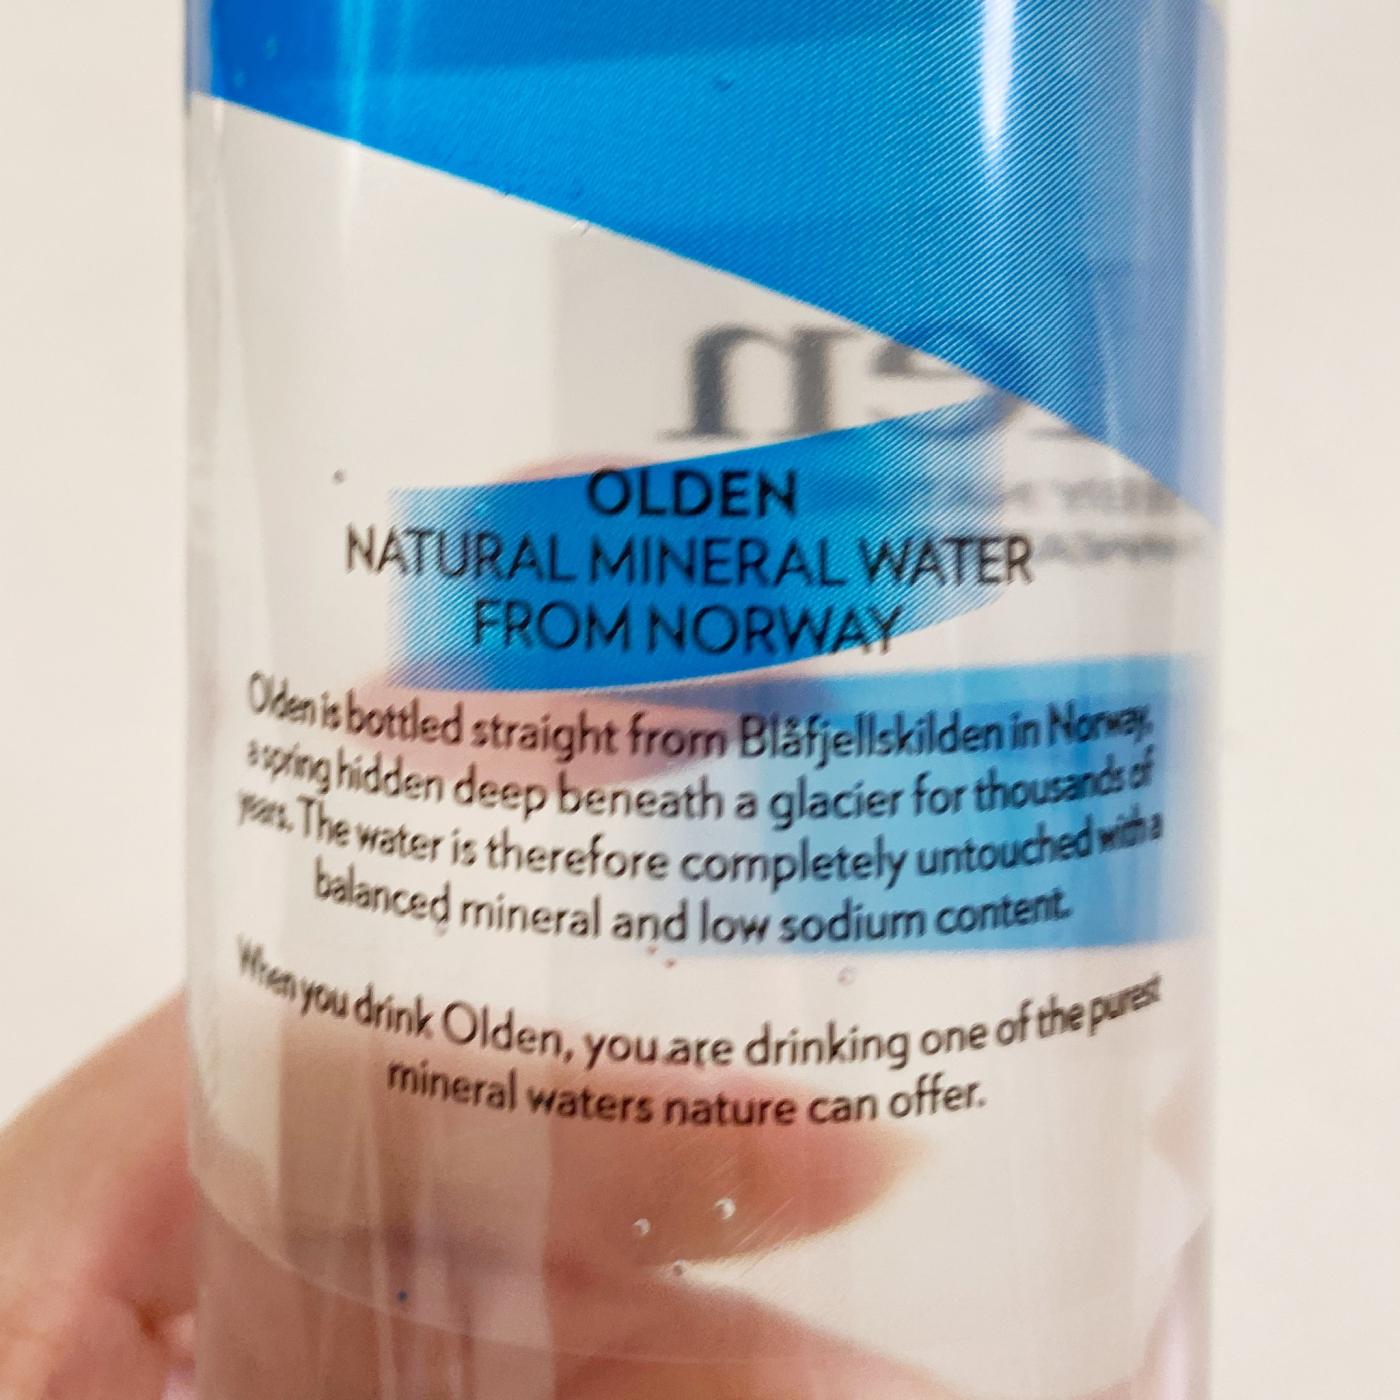 OLDEN
NATURAL MINERAL WATER
FROM NORWAY
Olden is bottled straight from Blåfjellskilden in Norway,
a spring hidden deep beneath a glacier for thousands of
years. The water is therefore completely untouched with a
balanced mineral and low sodium content.
When you drink Olden, you are drinking one of the purest
mineral waters nature can offer.